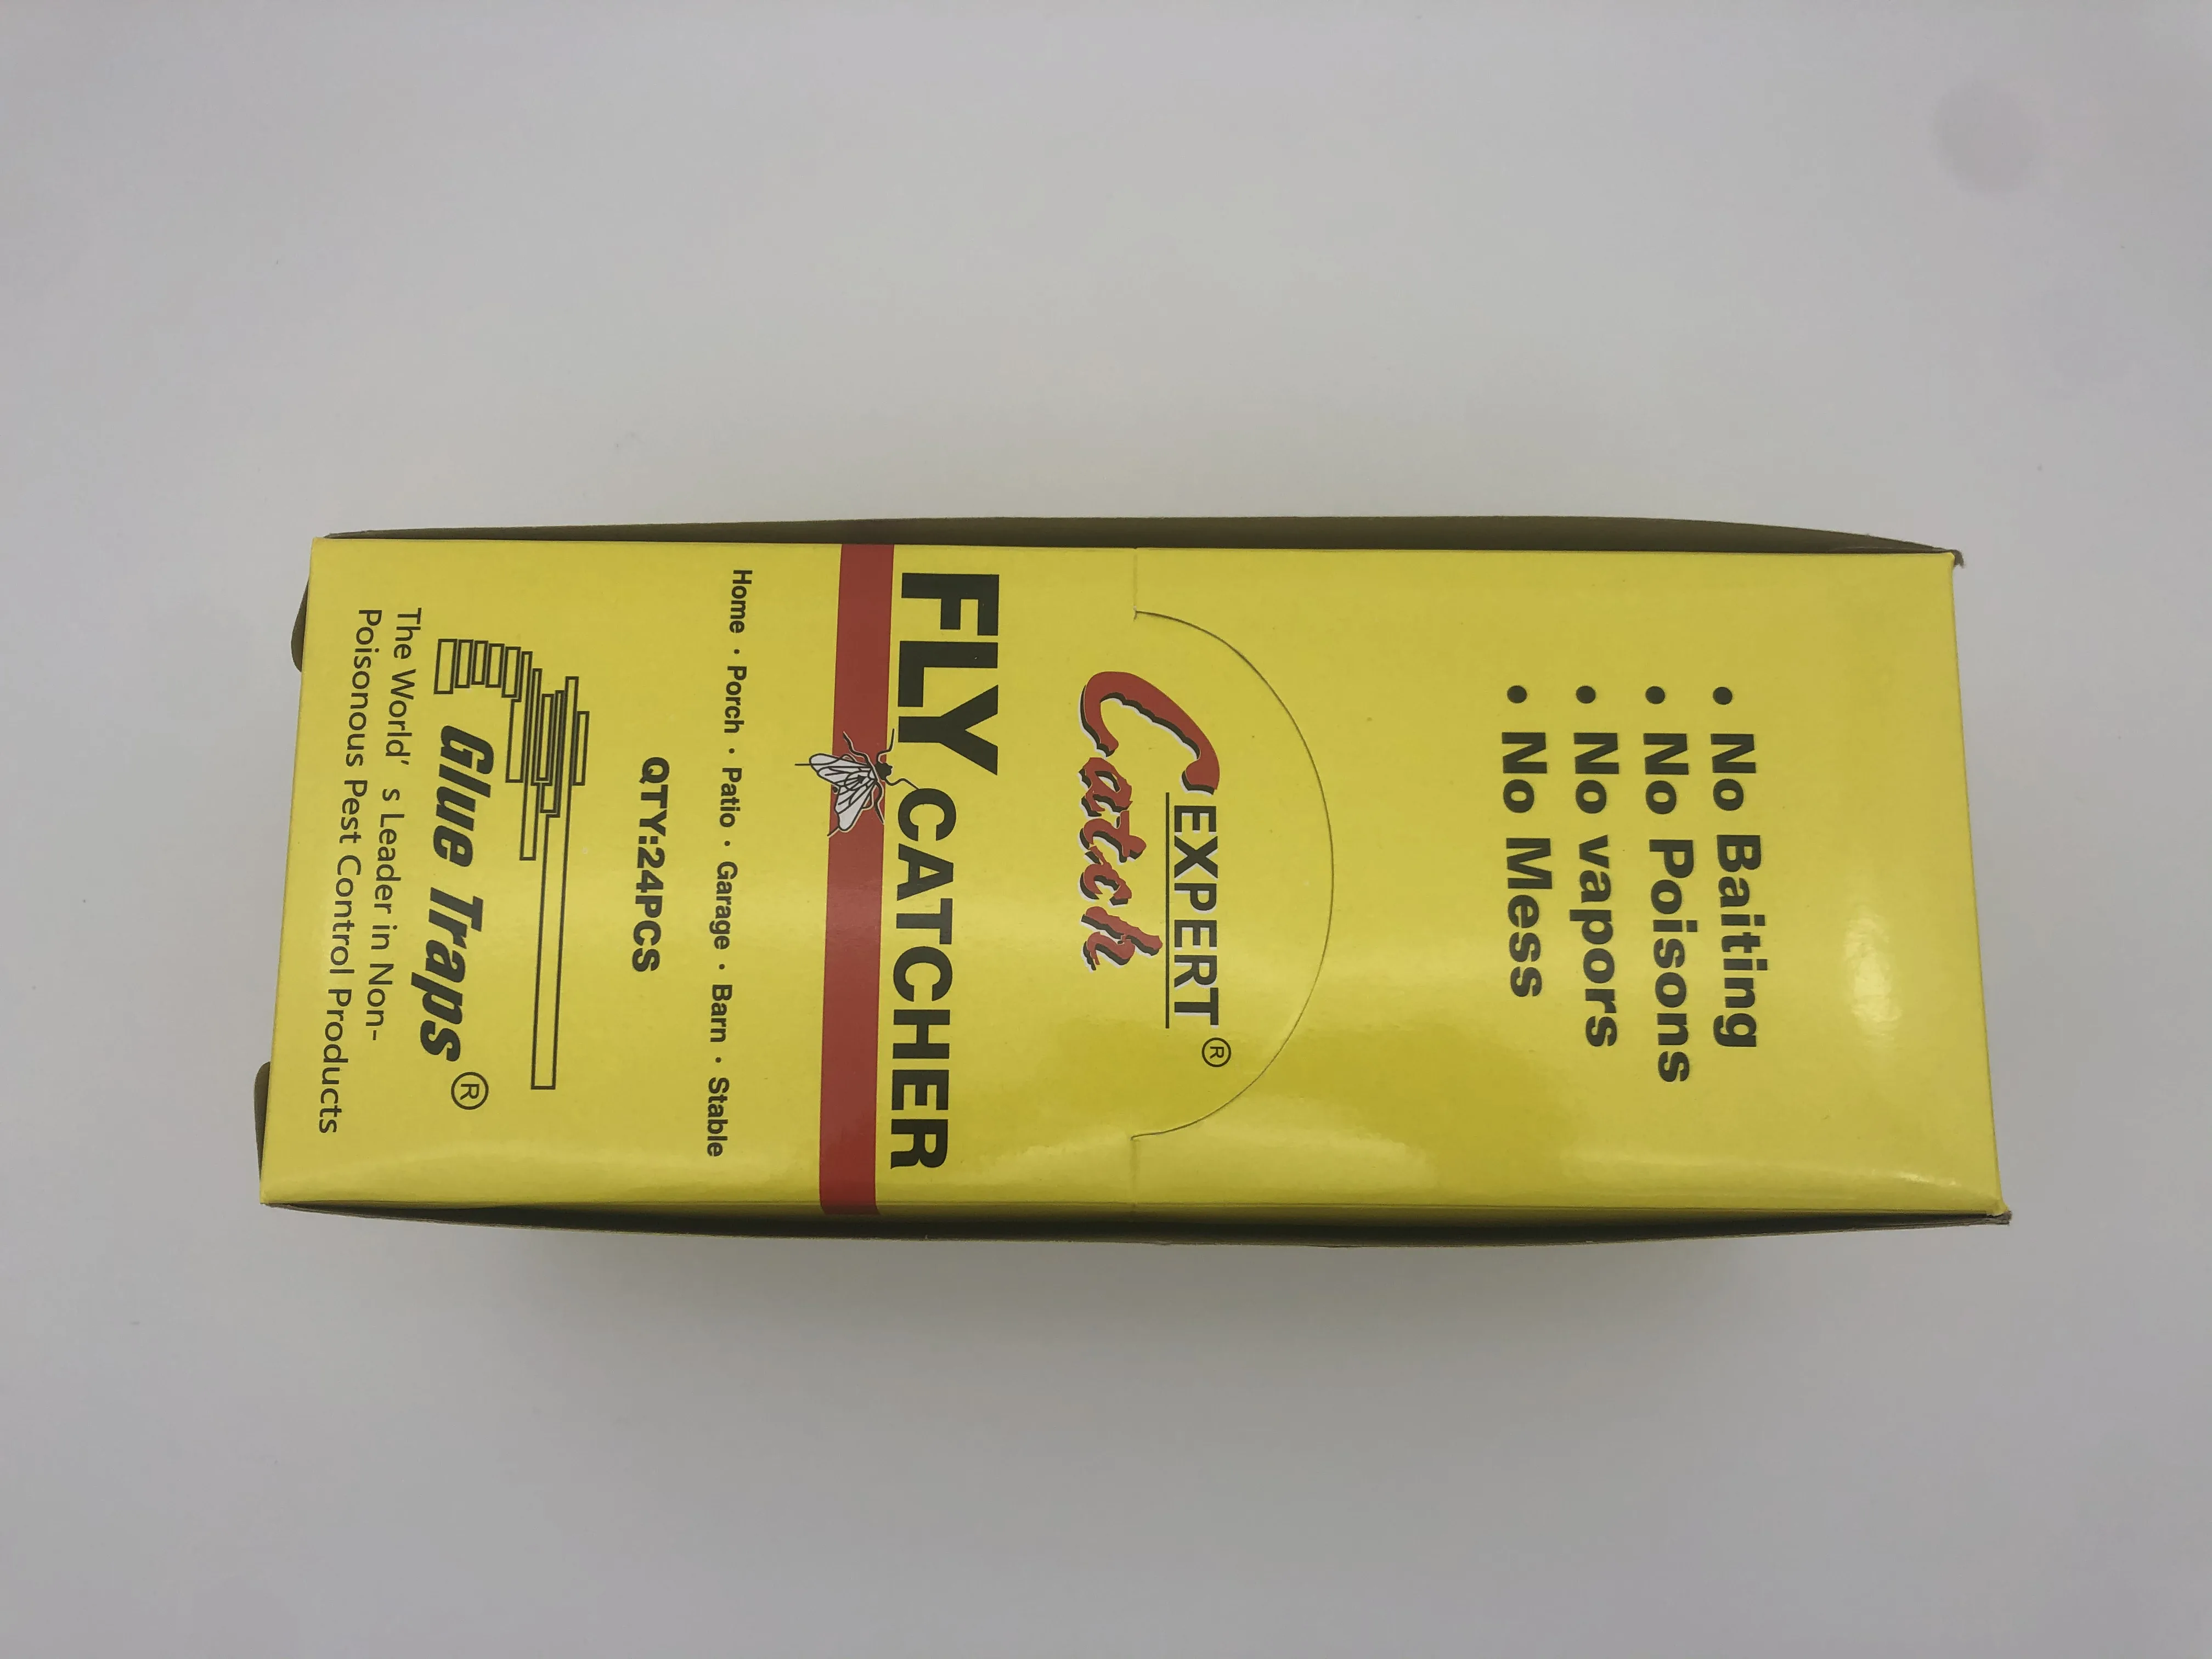 • No Baiting
• No Poisons
• No vapors
• No Mess
EXPERT ®
Catch
FLY CATCHER
Home · Porch · Patio · Garage · Barn · Stable
QTY:24PCS
Glue Traps ®
The World’ s Leader in Non-
Poisonous Pest Control Products